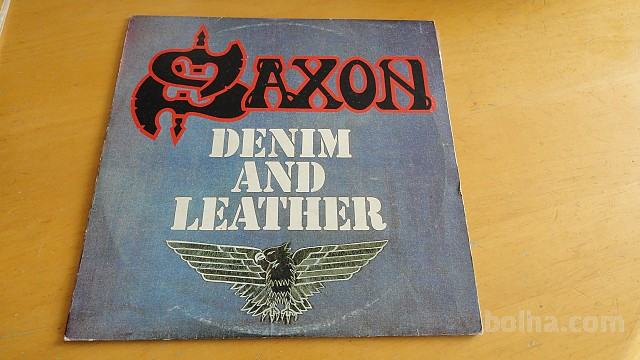 SAXON
DENIM
AND
LEATHER
bolha.com